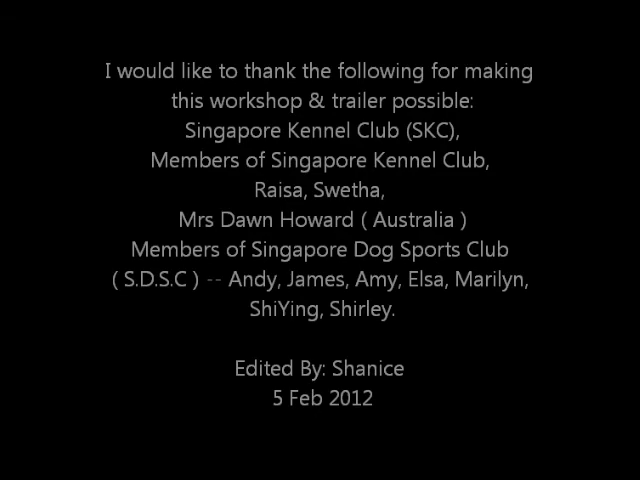 I would like to thank the following for making
this workshop & trailer possible:
Singapore Kennel Club (SKC),
Members of Singapore Kennel Club,
Raisa, Swetha,
Mrs Dawn Howard ( Australia )
Members of Singapore Dog Sports Club
( S.D.S.C ) -- Andy, James, Amy, Elsa, Marilyn,
ShiYing, Shirley.
Edited By: Shanice
5 Feb 2012